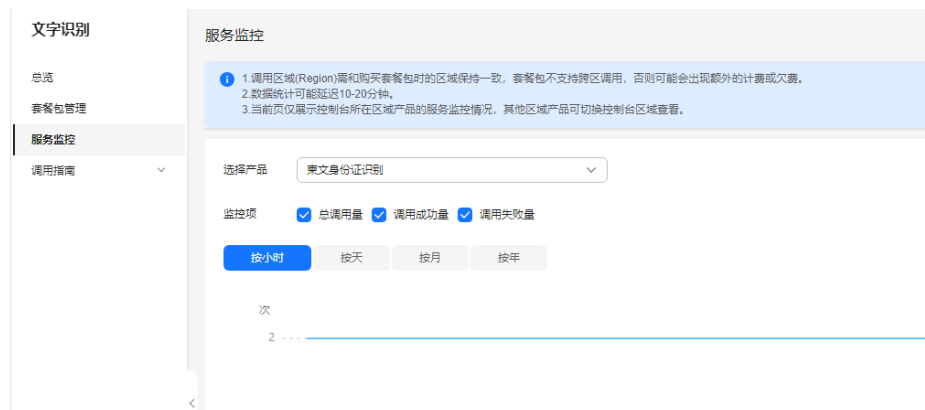 文字识别
总览
套餐包管理
服务监控
调用指南
服务监控
1.调用区域(Region)需和购买套餐包时的区域保持一致，套餐包不支持跨区调用，否则可能会出现额外的计费或欠费。
2.数据统计可能延迟10-20分钟。
3.当前页仅展示控制台所在区域产品的服务监控情况，其他区域产品可切换控制台区域查看。
选择产品 柬文身份证识别
监控项 总调用量 调用成功量 调用失败量
按小时 按天 按月 按年
次
2